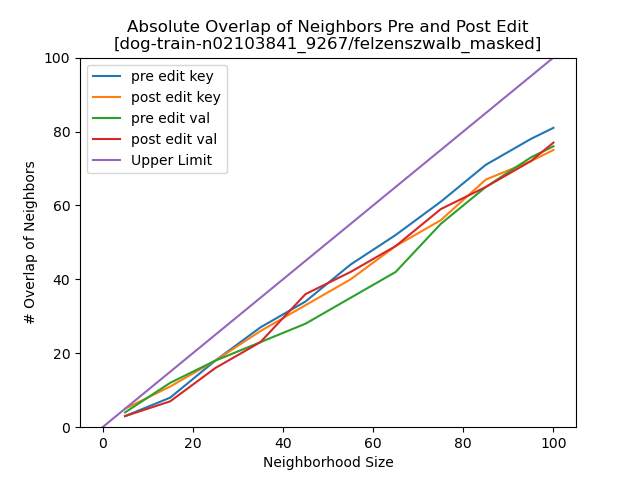 Absolute Overlap of Neighbors Pre and Post Edit
[dog-train-n02103841_9267/felzenszwalb_masked]
100
80
60
40
20
0
# Overlap of Neighbors
pre edit key
post edit key
pre edit val
post edit val
Upper Limit
0
20
40
60
80
100
Neighborhood Size